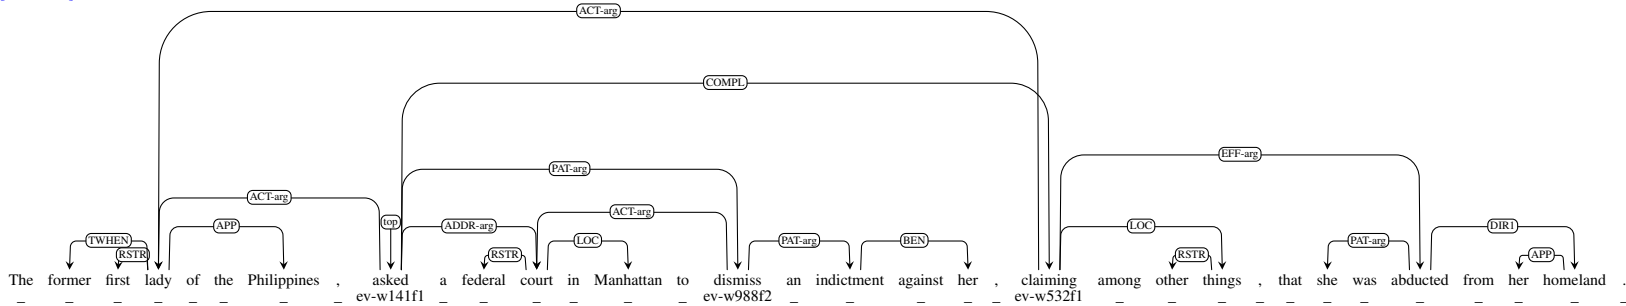 ACT-arg
COMPL
EFF-arg
PAT-arg
ACT-arg
ACT-arg
top
APP
ADDR-arg
LOC
DIR1
TWHEN
LOC
PAT-arg
BEN
PAT-arg
RSTR
RSTR
RSTR
APP
The former first lady of the Philippines , asked a federal court in Manhattan to dismiss an indictment against her , claiming among other things , that she was abducted from her homeland .
_ _ _ _ _ _ _ _ ev-w141f1 _ _ _ _ _ _ ev-w988f2 _ _ _ _ _ ev-w532f1 _ _ _ _ _ _ _ _ _ _ _ _